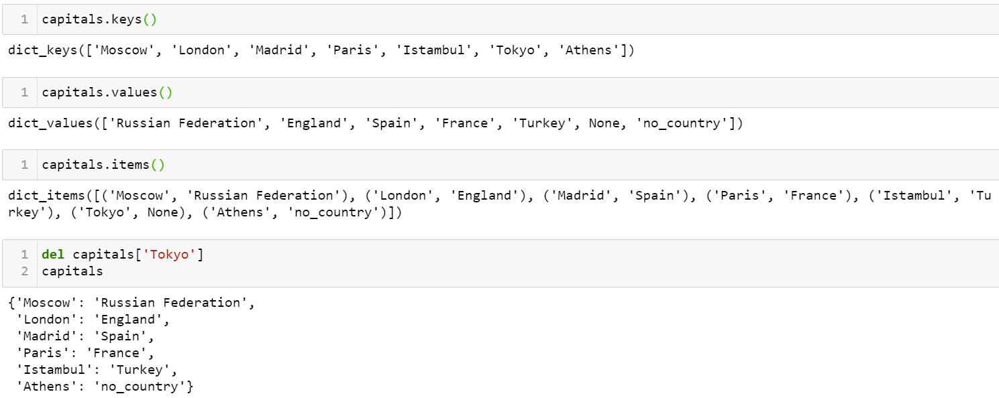 1 capitals.keys()
dict_keys(['Moscow', 'London', 'Madrid', 'Paris', 'Istambul', 'Tokyo', 'Athens'])
1 capitals.values()
dict_values(['Russian Federation', 'England', 'Spain', 'France', 'Turkey', None, 'no_country'])
1 capitals.items()
dict_items([('Moscow', 'Russian Federation'), ('London', 'England'), ('Madrid', 'Spain'), ('Paris', 'France'), ('Istambul', 'Tu
rkey'), ('Tokyo', None), ('Athens', 'no_country')])
1 del capitals['Tokyo']
2 capitals
{'Moscow': 'Russian Federation',
 'London': 'England',
 'Madrid': 'Spain',
 'Paris': 'France',
 'Istambul': 'Turkey',
 'Athens': 'no_country'}